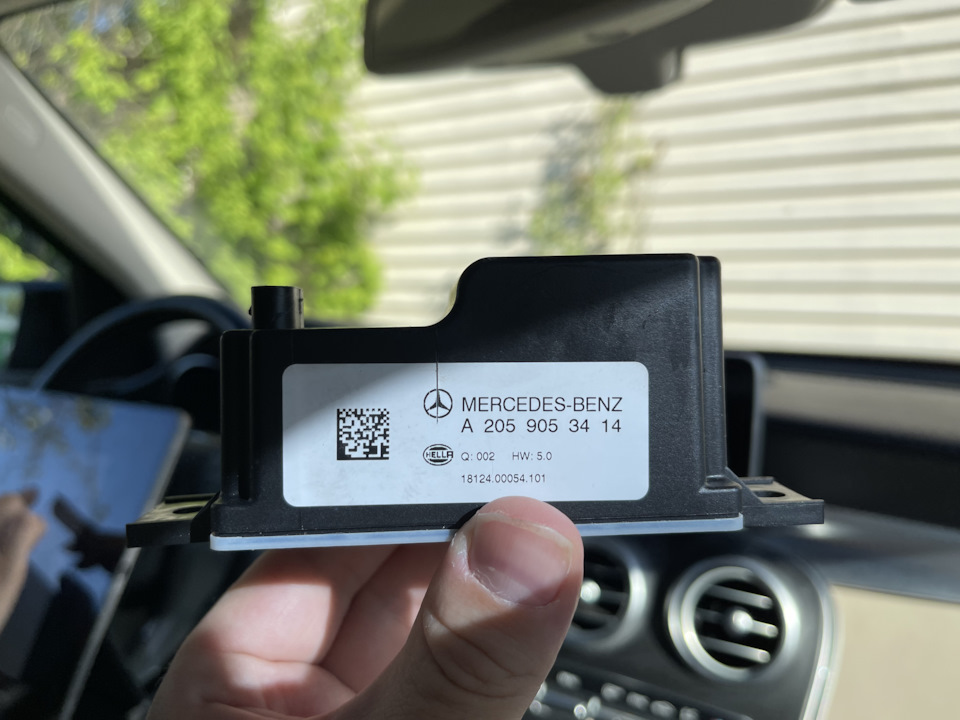 MERCEDES-BENZ
A 205 905 34 14
HELLA Q: 002 HW: 5.0
18124.00054.101